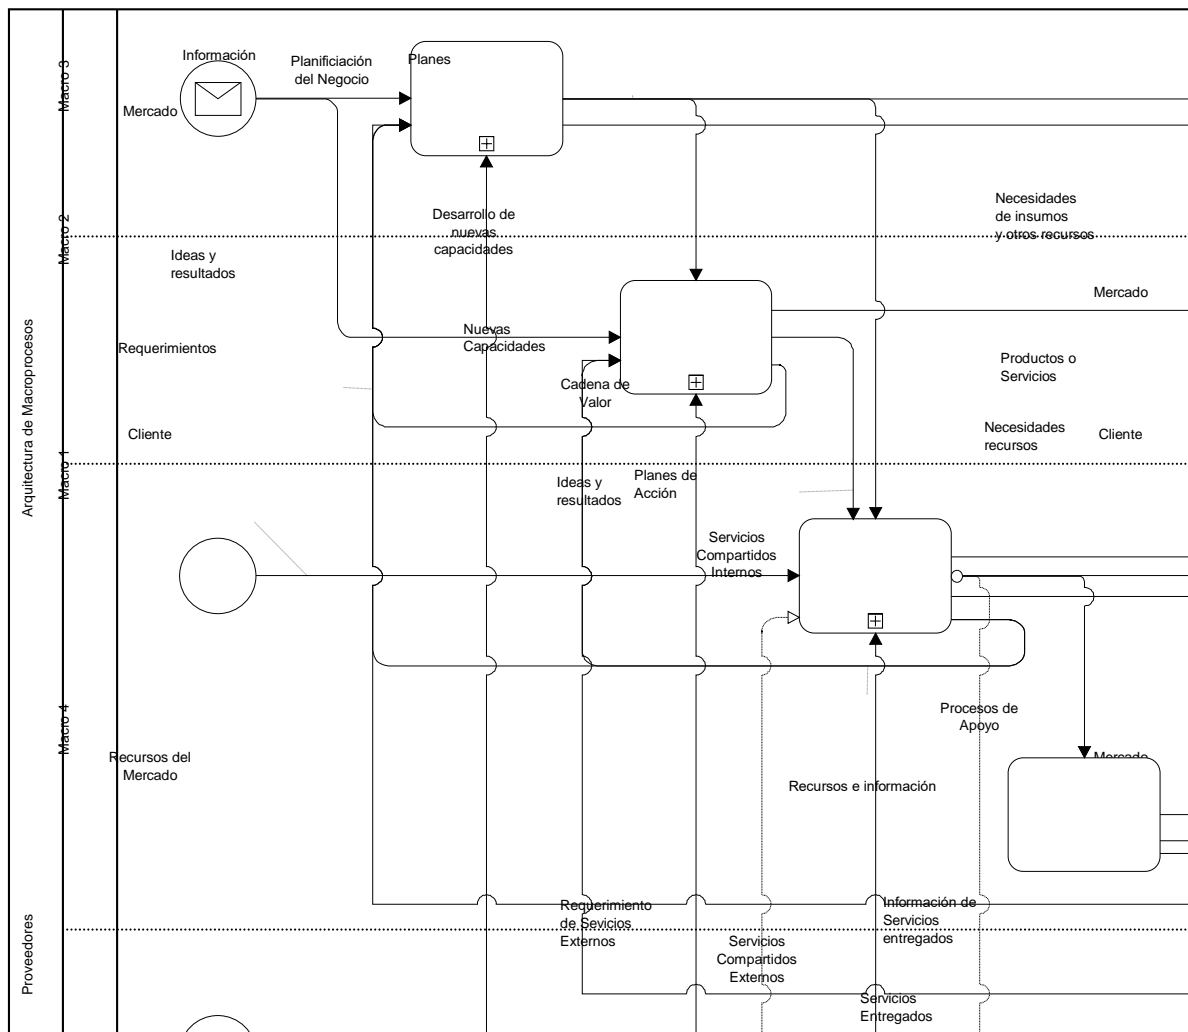 Macro 3
Información
Planificiación
del Negocio
Planes
Mercado
Macro 2
Desarrollo de
nuevas
capacidades
Necesidades
de insumos
y otros recursos
Ideas y
resultados
Mercado
Arquitectura de Macroprocesos
Requerimientos
Nuevas
Capacidades
Productos o
Servicios
Cadena de
Valor
Cliente
Necesidades
recursos
Cliente
Macro 1
Ideas y
resultados
Planes de
Acción
Servicios
Compartidos
Internos
Macro 4
Procesos de
Apoyo
Recursos del
Mercado
Mercado
Recursos e información
Proveedores
Requerimiento
de Sevicios
Externos
Información de
Servicios
entregados
Servicios
Compartidos
Externos
Servicios
Entregados